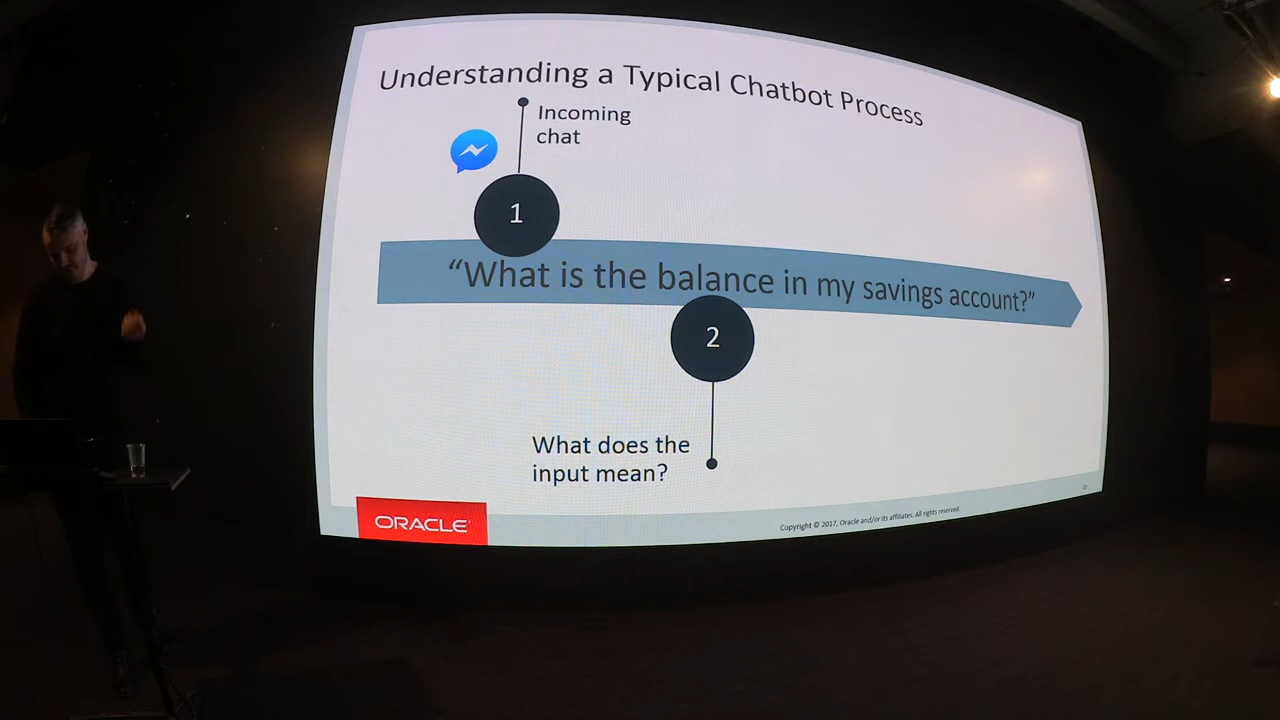 Understanding a Typical Chatbot Process
Incoming
chat
1
“What is the balance in my savings account?”
2
What does the
input mean?
ORACLE
Copyright © 2017, Oracle and/or its affiliates. All rights reserved.